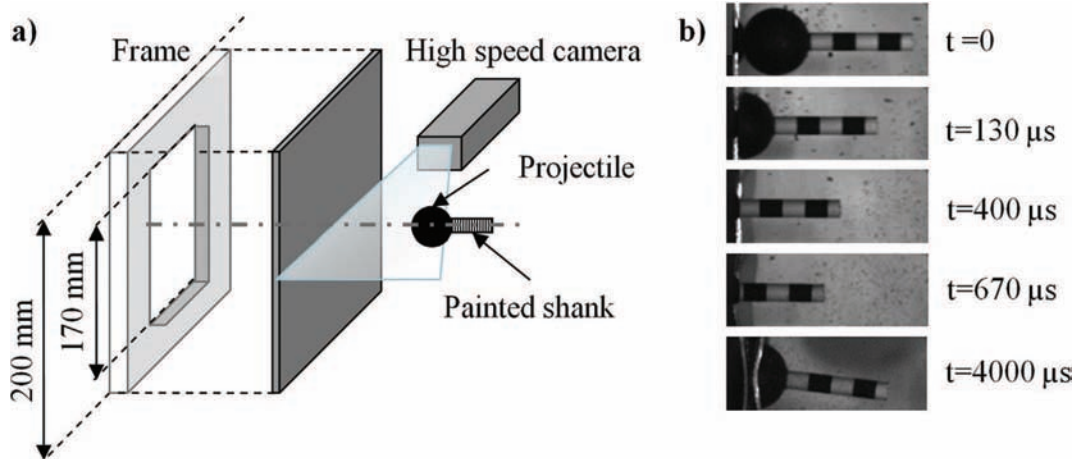 a)
Frame
High speed camera
Projectile
Painted shank
200 mm
170 mm
b)
t =0
t=130 µs
t=400 µs
t=670 µs
t=4000 µs